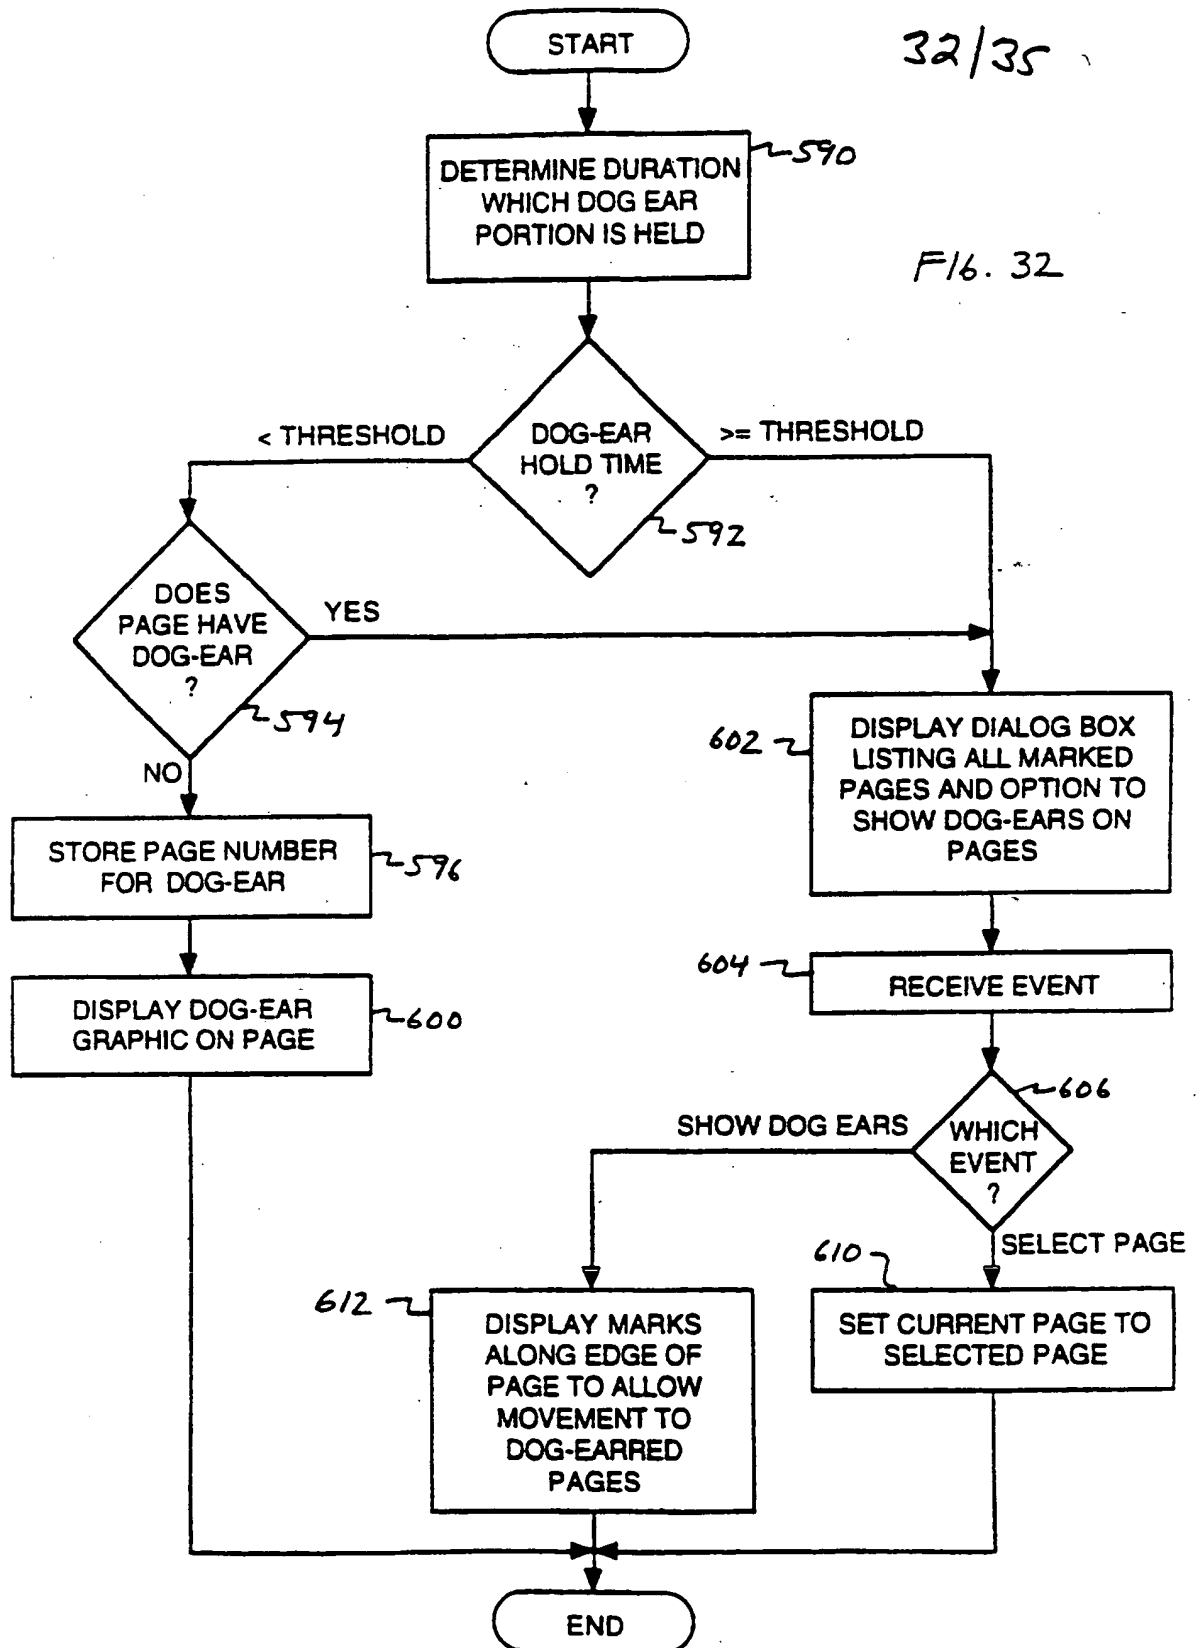 START
32/35
DETERMINE DURATION
WHICH DOG EAR
PORTION IS HELD
590
FIG. 32
< THRESHOLD
DOG-EAR
HOLD TIME
?
>= THRESHOLD
592
DOES
PAGE HAVE
DOG-EAR
?
YES
594
NO
602
DISPLAY DIALOG BOX
LISTING ALL MARKED
PAGES AND OPTION TO
SHOW DOG-EARS ON
PAGES
STORE PAGE NUMBER
FOR DOG-EAR
596
604
RECEIVE EVENT
DISPLAY DOG-EAR
GRAPHIC ON PAGE
600
606
SHOW DOG EARS
WHICH
EVENT
?
SELECT PAGE
610
612
DISPLAY MARKS
ALONG EDGE OF
PAGE TO ALLOW
MOVEMENT TO
DOG-EARRED
PAGES
SET CURRENT PAGE TO
SELECTED PAGE
END